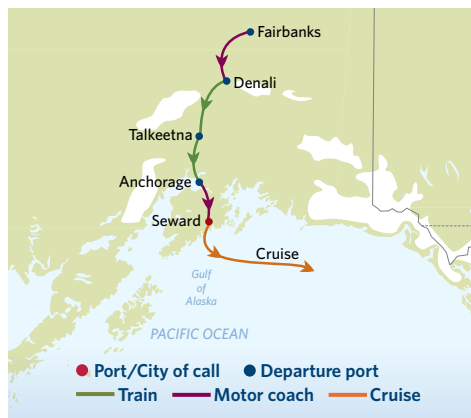 Fairbanks
Denali
Talkeetna
Anchorage
Seward
Cruise
Gulf
of
Alaska
PACIFIC OCEAN
Port/City of call
Departure port
Train
Motor coach
Cruise